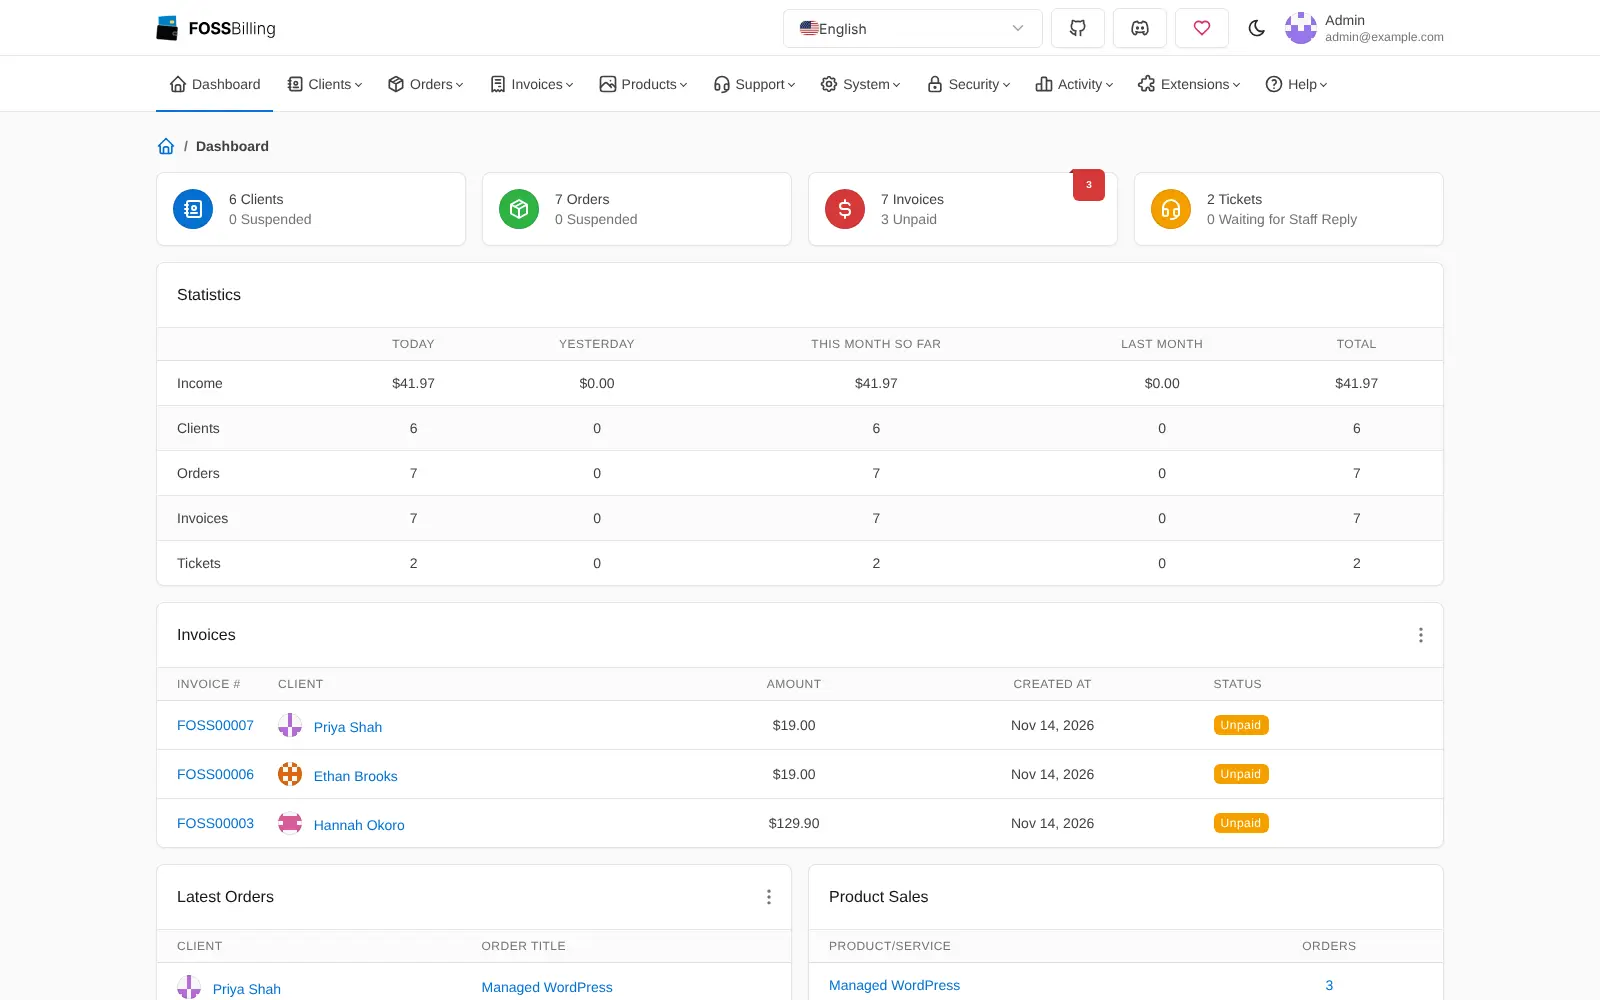 FOSSBilling
English
Admin
admin@example.com
Dashboard
Clients
Orders
Invoices
Products
Support
System
Security
Activity
Extensions
Help
/ Dashboard
6 Clients
0 Suspended
7 Orders
0 Suspended
7 Invoices
3 Unpaid
3
2 Tickets
0 Waiting for Staff Reply
Statistics
TODAY YESTERDAY THIS MONTH SO FAR LAST MONTH TOTAL
Income $41.97 $0.00 $41.97 $0.00 $41.97
Clients 6 0 6 0 6
Orders 7 0 7 0 7
Invoices 7 0 7 0 7
Tickets 2 0 2 0 2
Invoices
INVOICE # CLIENT AMOUNT CREATED AT STATUS
FOSS00007 Priya Shah $19.00 Nov 14, 2026 Unpaid
FOSS00006 Ethan Brooks $19.00 Nov 14, 2026 Unpaid
FOSS00003 Hannah Okoro $129.90 Nov 14, 2026 Unpaid
Latest Orders
CLIENT ORDER TITLE
Priya Shah Managed WordPress
Product Sales
PRODUCT/SERVICE ORDERS
Managed WordPress 3